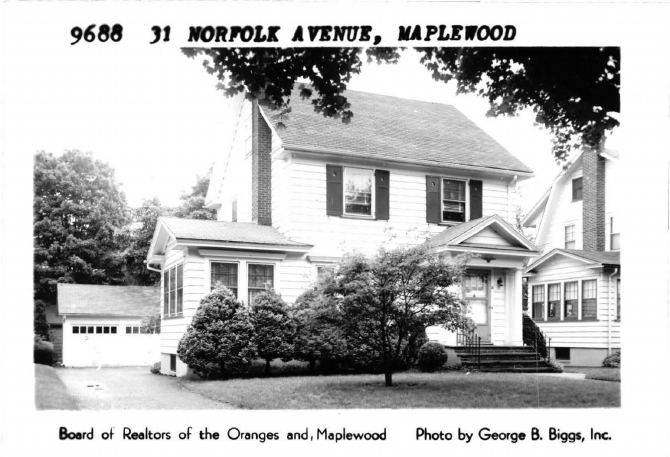 9688 31 NORFOLK AVENUE, MAPLEWOOD
Board of Realtors of the Oranges and, Maplewood Photo by George B. Biggs, Inc.